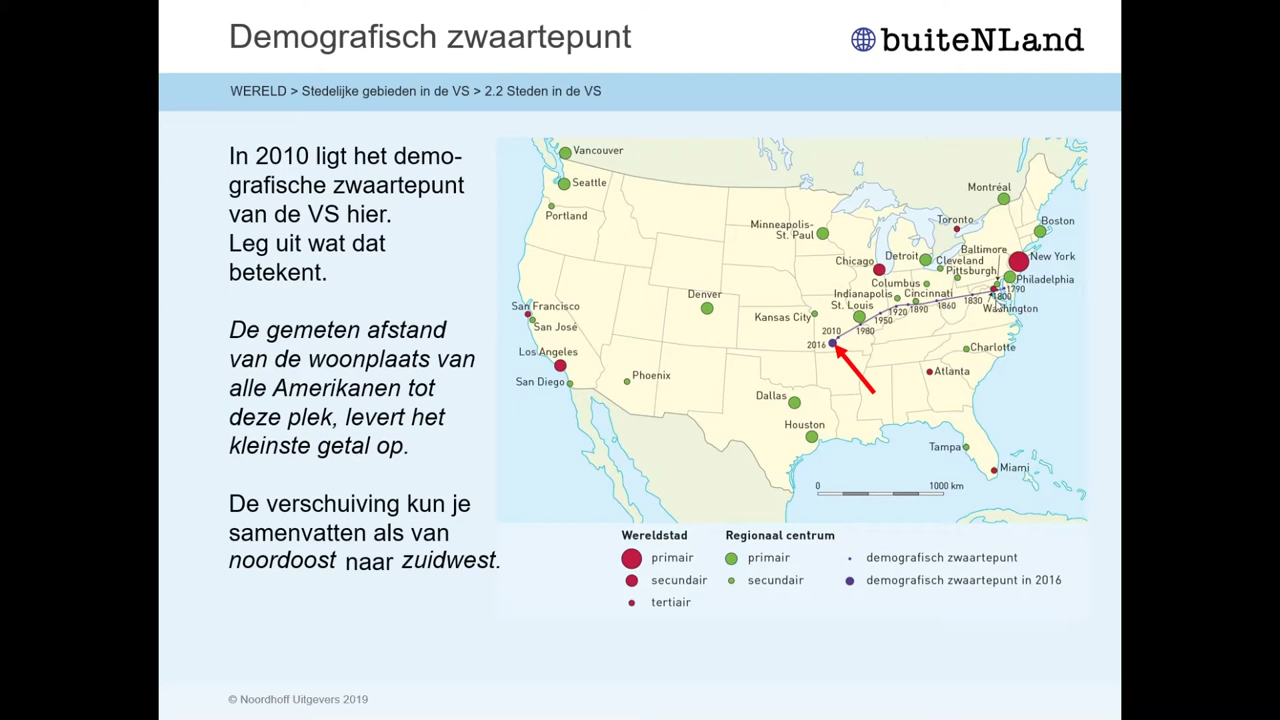 Demografisch zwaartepunt
buiteNLand
WERELD > Stedelijke gebieden in de VS > 2.2 Steden in de VS
In 2010 ligt het demo-
grafische zwaartepunt
van de VS hier.
Leg uit wat dat
betekent.
De gemeten afstand
van de woonplaats van
alle Amerikanen tot
deze plek, levert het
kleinste getal op.
De verschuiving kun je
samenvatten als van
noordoost naar zuidwest.
Vancouver
Seattle
Portland
San Francisco
San José
Los Angeles
San Diego
Phoenix
Denver
Minneapolis-
St. Paul
Chicago
Detroit
Toronto
Montréal
Boston
New York
Philadelphia
Baltimore
Cleveland
Pittsburgh
Columbus
Indianapolis
Cincinnati
St. Louis
Kansas City
Washington
Charlotte
Atlanta
Dallas
Houston
Tampa
Miami
1790
1800
1830
1860
1890
1920
1950
1980
2010
2016
0
1000 km
Wereldstad
primair
secundair
tertiair
Regionaal centrum
primair
secundair
demografisch zwaartepunt
demografisch zwaartepunt in 2016
© Noordhoff Uitgevers 2019